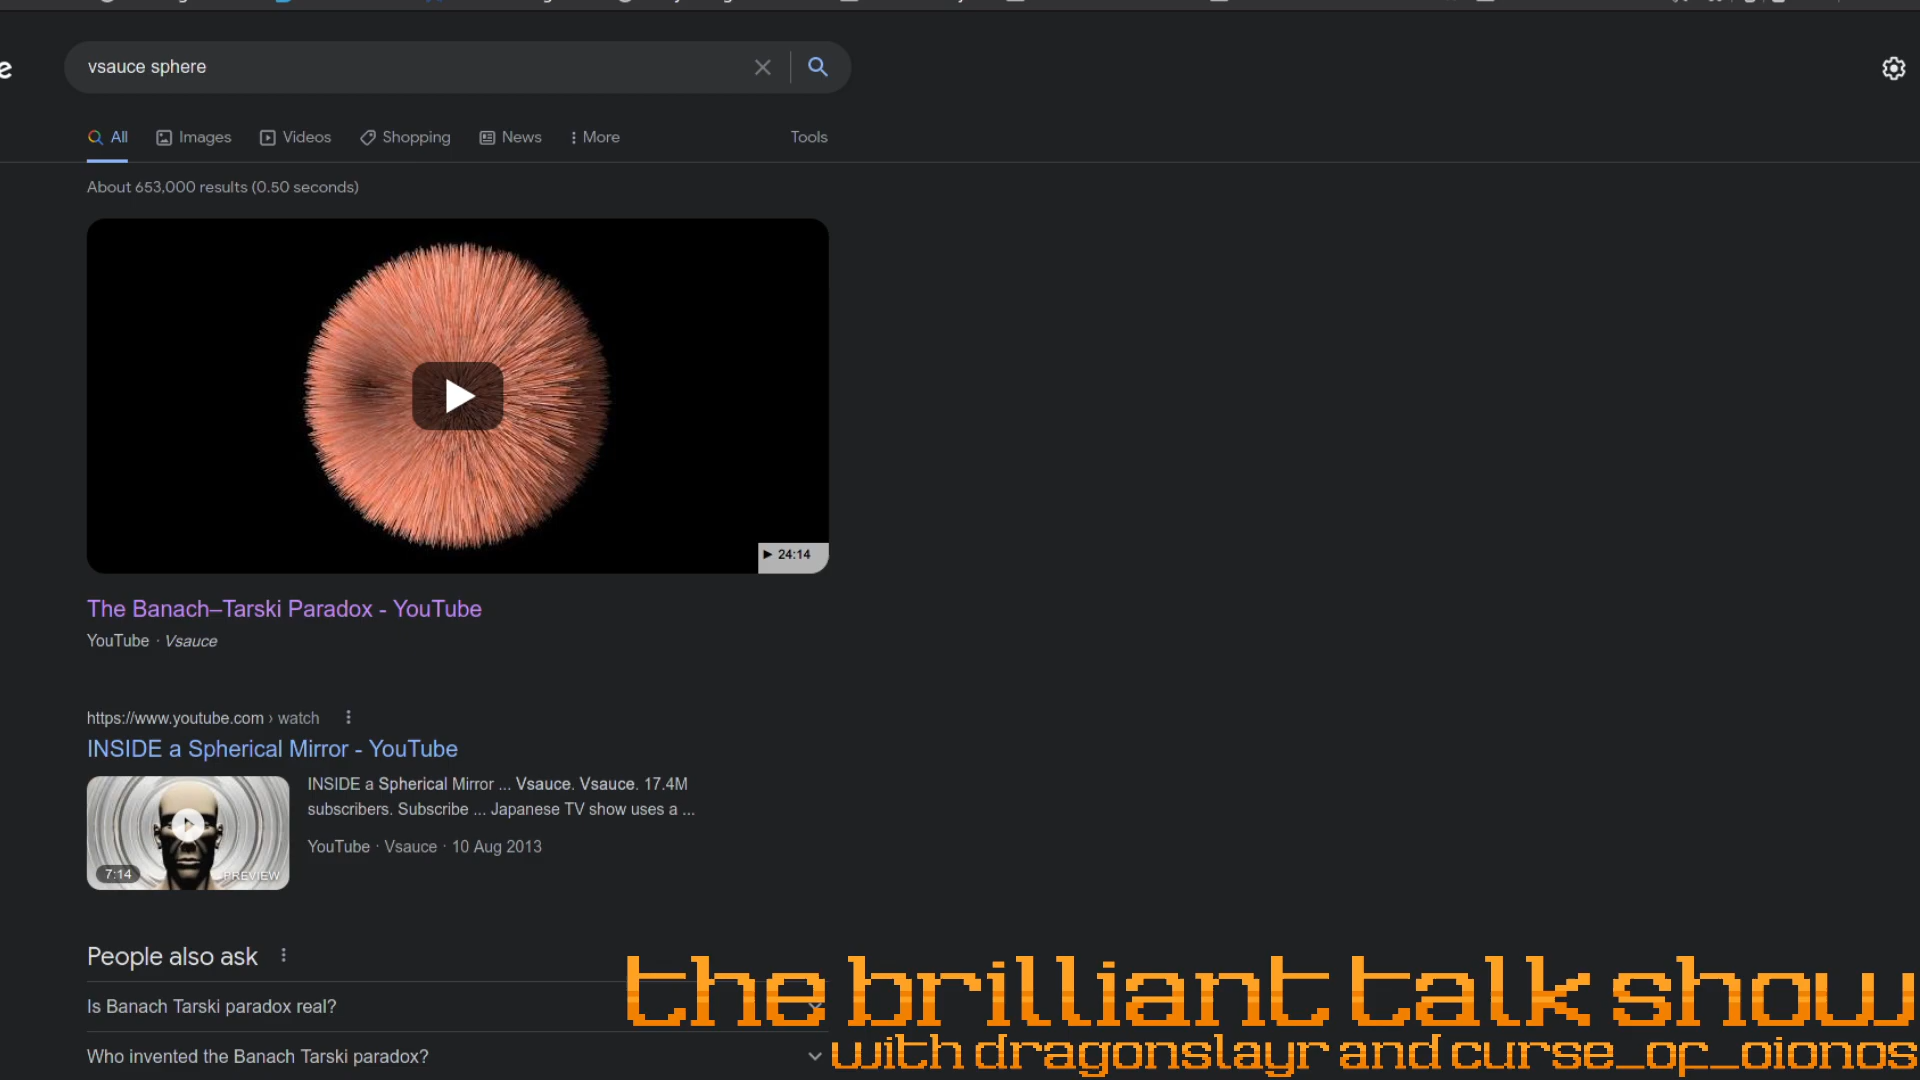 e
vsauce sphere
All Images Videos Shopping News More Tools
About 653,000 results (0.50 seconds)
24:14
The Banach–Tarski Paradox - YouTube
YouTube · Vsauce
https://www.youtube.com › watch
INSIDE a Spherical Mirror - YouTube
INSIDE a Spherical Mirror ... Vsauce. Vsauce. 17.4M
subscribers. Subscribe ... Japanese TV show uses a ...
YouTube · Vsauce · 10 Aug 2013
7:14 PREVIEW
People also ask
Is Banach Tarski paradox real?
Who invented the Banach Tarski paradox?
the brilliant talk show
with dragonslayr and curse_of_oionos